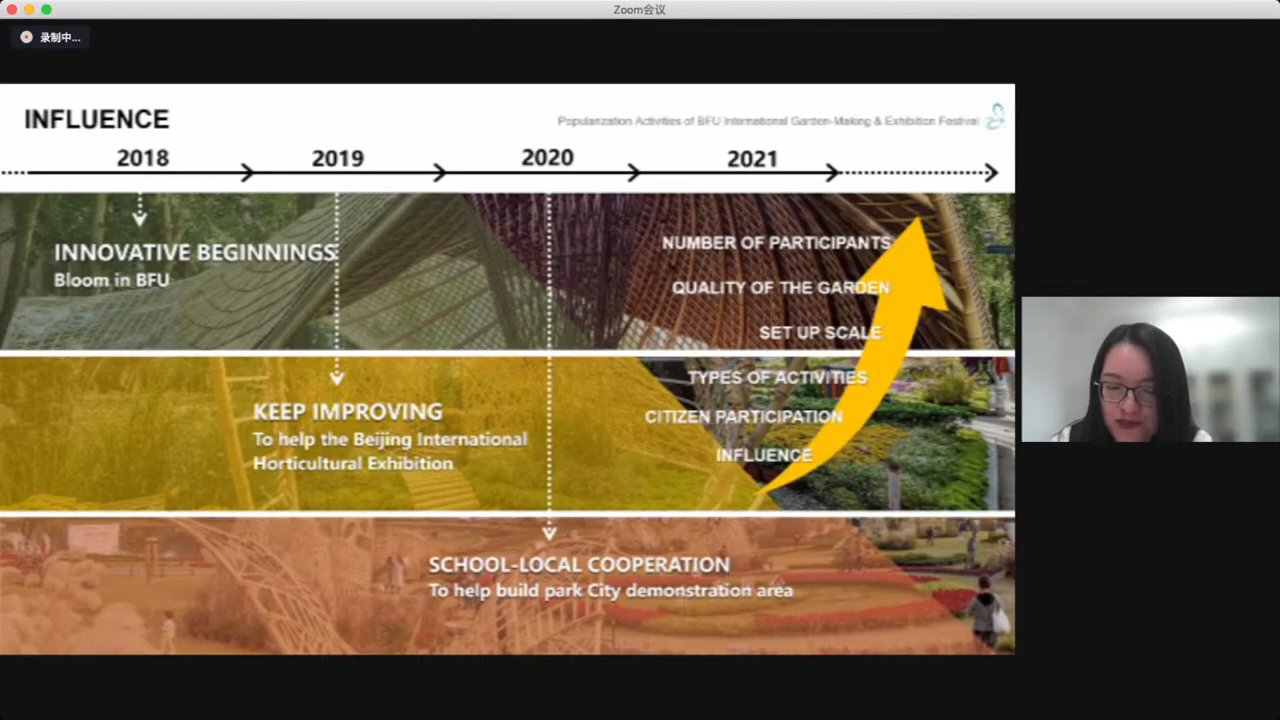 Zoom会议
录制中...
INFLUENCE
Popularization Activities of BFU International Garden-Making & Exhibition Festival
2018
2019
2020
2021
INNOVATIVE BEGINNINGS
Bloom in BFU
NUMBER OF PARTICIPANTS
QUALITY OF THE GARDEN
SET UP SCALE
TYPES OF ACTIVITIES
CITIZEN PARTICIPATION
INFLUENCE
KEEP IMPROVING
To help the Beijing International
Horticultural Exhibition
SCHOOL-LOCAL COOPERATION
To help build park City demonstration area